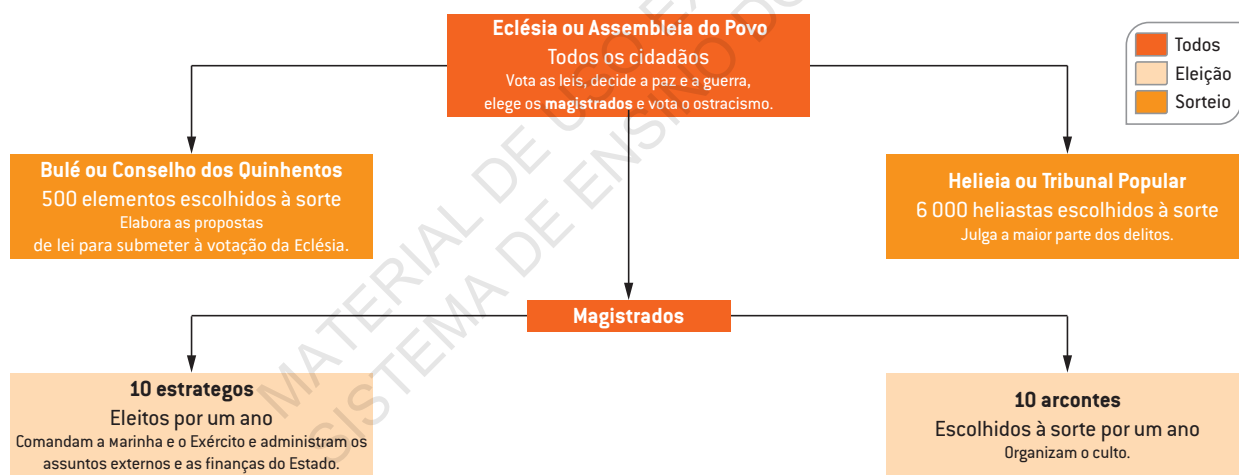 Eclésia ou Assembleia do Povo
Todos os cidadãos
Vota as leis, decide a paz e a guerra,
elege os magistrados e vota o ostracismo.
Todos
Eleição
Sorteio
Bulé ou Conselho dos Quinhentos
500 elementos escolhidos à sorte
Elabora as propostas
de lei para submeter à votação da Eclésia.
Helieia ou Tribunal Popular
6 000 heliastas escolhidos à sorte
Julga a maior parte dos delitos.
Magistrados
10 estrategos
Eleitos por um ano
Comandam a Marinha e o Exército e administram os
assuntos externos e as finanças do Estado.
10 arcontes
Escolhidos à sorte por um ano
Organizam o culto.
MATERIAL DE USO
SISTEMA DE ENSINO